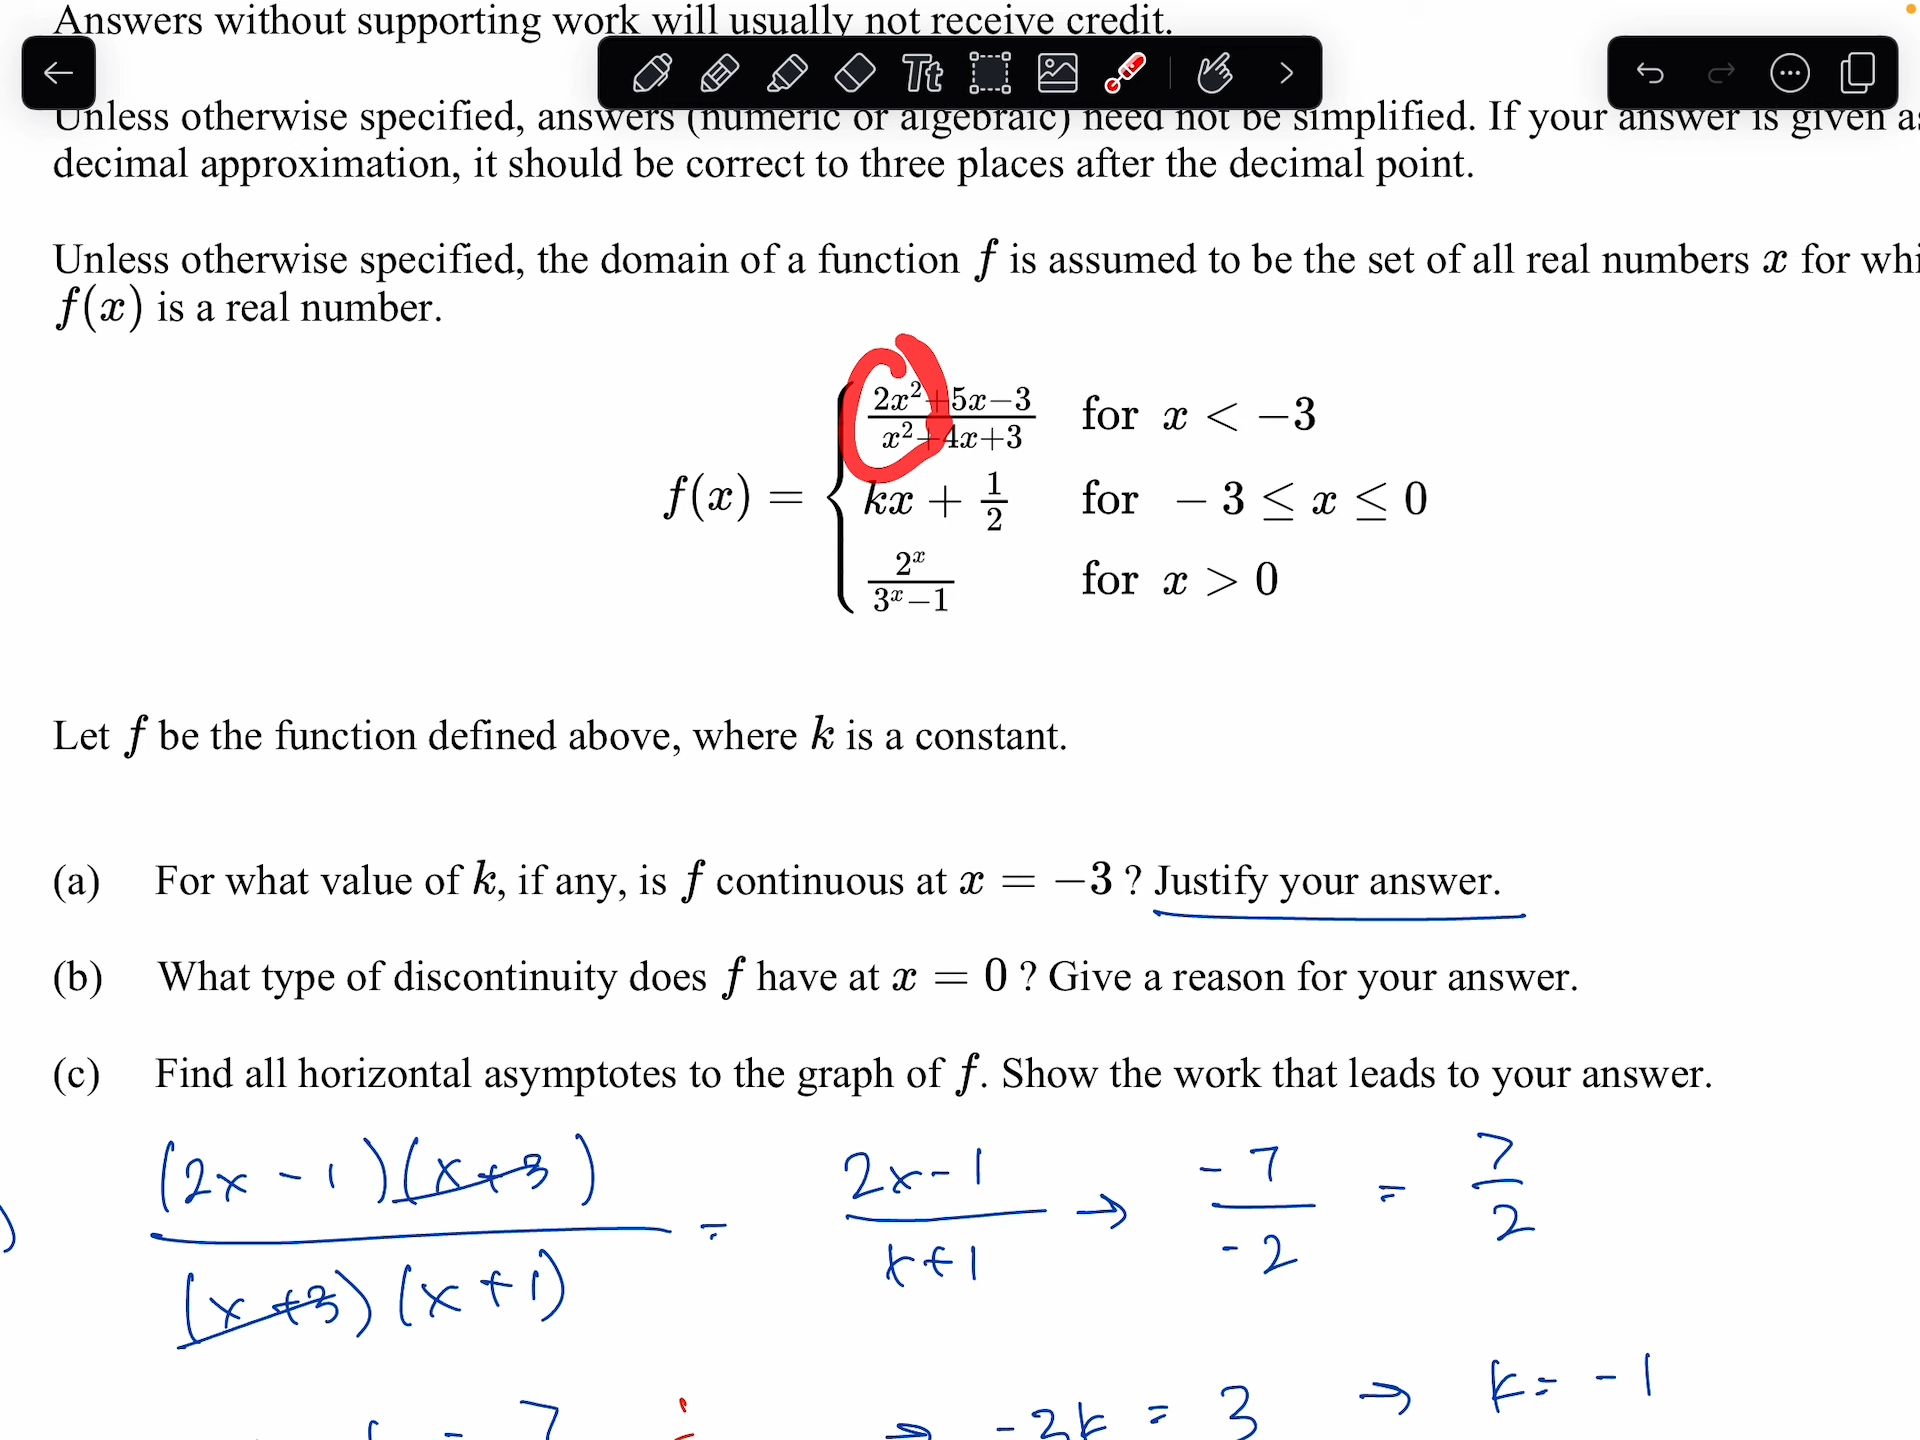 Answers without supporting work will usually not receive credit.
Tt
Unless otherwise specified, answers (numeric or algebraic) need not be simplified. If your answer is given as
decimal approximation, it should be correct to three places after the decimal point.
Unless otherwise specified, the domain of a function f is assumed to be the set of all real numbers x for whi
f(x) is a real number.
f(x) = { (2x²+5x−3)/(x²+4x+3) for x < −3
kx + 1/2 for − 3 ≤ x ≤ 0
2ˣ/(3ˣ−1) for x > 0
Let f be the function defined above, where k is a constant.
(a) For what value of k, if any, is f continuous at x = −3 ? Justify your answer.
(b) What type of discontinuity does f have at x = 0 ? Give a reason for your answer.
(c) Find all horizontal asymptotes to the graph of f. Show the work that leads to your answer.
(2x - 1)(x+3) / (x+3)(x+1) = 2x-1 / x+1 → -7 / -2 = 7 / 2
= 7 → -3k = 3 → k = -1